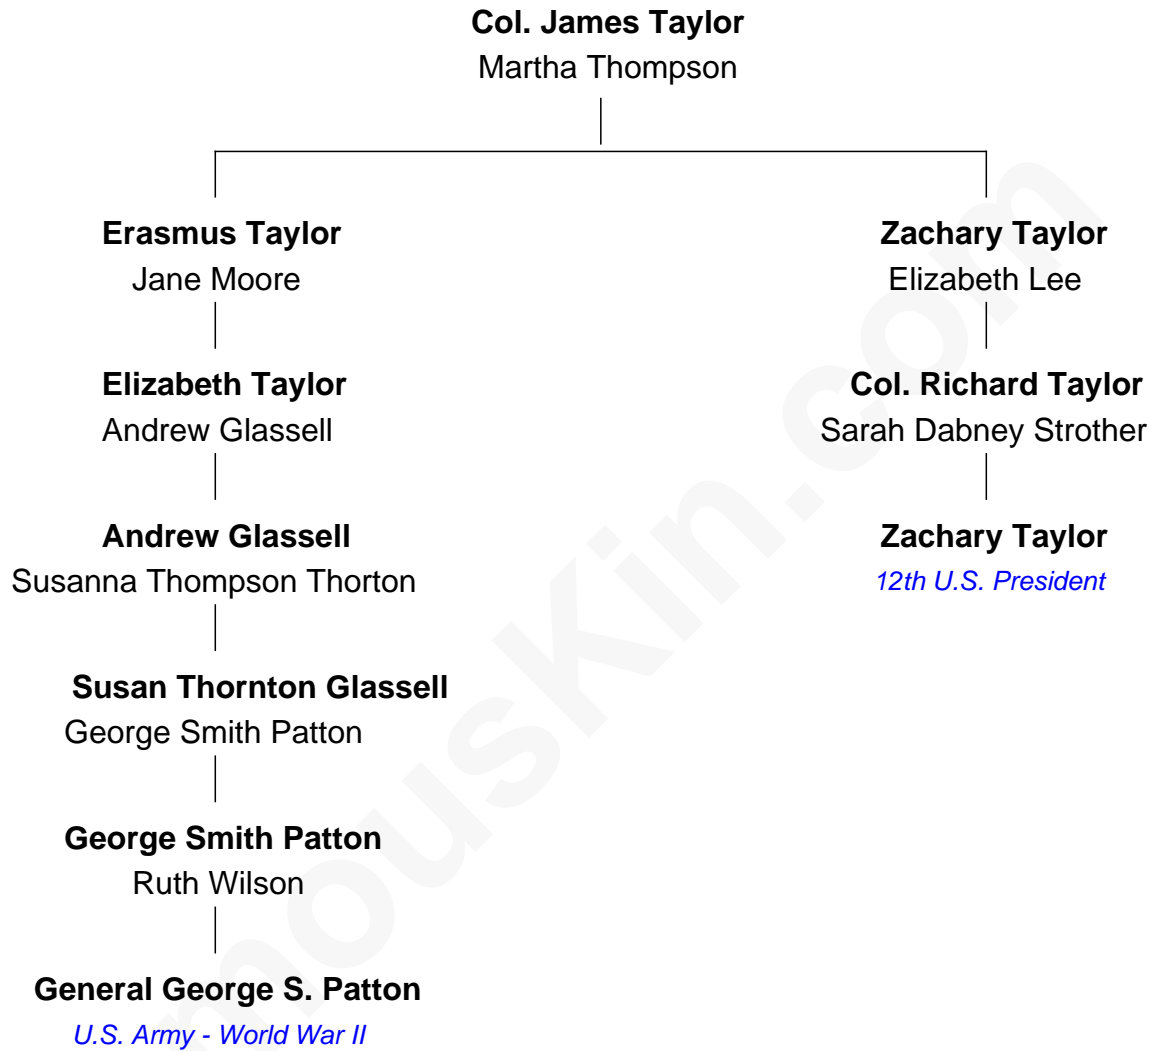 Col. James Taylor
Martha Thompson
Erasmus Taylor
Jane Moore
Zachary Taylor
Elizabeth Lee
Elizabeth Taylor
Andrew Glassell
Col. Richard Taylor
Sarah Dabney Strother
Andrew Glassell
Susanna Thompson Thorton
Zachary Taylor
12th U.S. President
Susan Thornton Glassell
George Smith Patton
George Smith Patton
Ruth Wilson
General George S. Patton
U.S. Army - World War II
mouskin.com